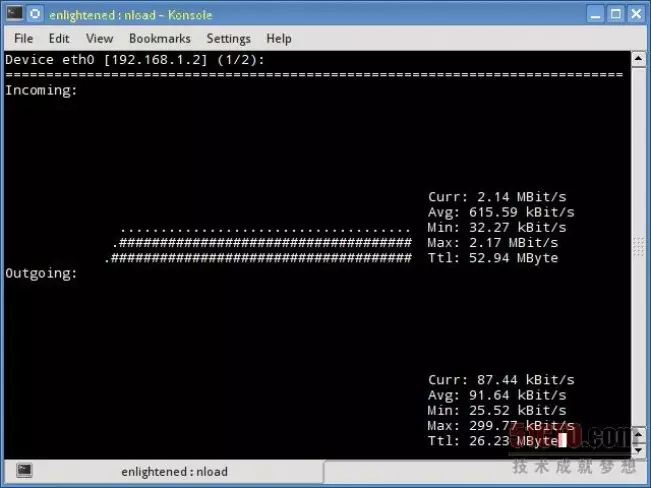 enlightened : nload - Konsole
File Edit View Bookmarks Settings Help
Device eth0 [192.168.1.2] (1/2):
============================================================================
Incoming:
Curr: 2.14 MBit/s
Avg: 615.59 kBit/s
....................................
Min: 32.27 kBit/s
.####################################
Max: 2.17 MBit/s
.#####################################
Ttl: 52.94 MByte
Outgoing:
Curr: 87.44 kBit/s
Avg: 91.64 kBit/s
Min: 25.52 kBit/s
Max: 299.77 kBit/s
Ttl: 26.23 MByte
51CTO.com
技术成就梦想
enlightened : nload